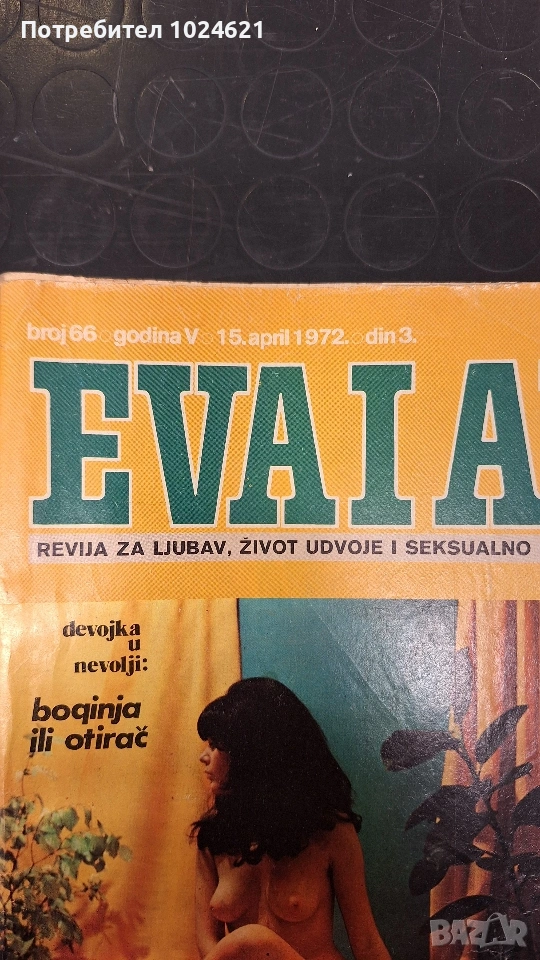 Потребител 1024621
broj 66 godina V 15. april 1972. din 3.
EVA I A
REVIJA ZA LJUBAV, ŽIVOT UDVOJE I SEKSUALNO
devojka
u
nevolji:
boginja
ili otirač
BAZAR